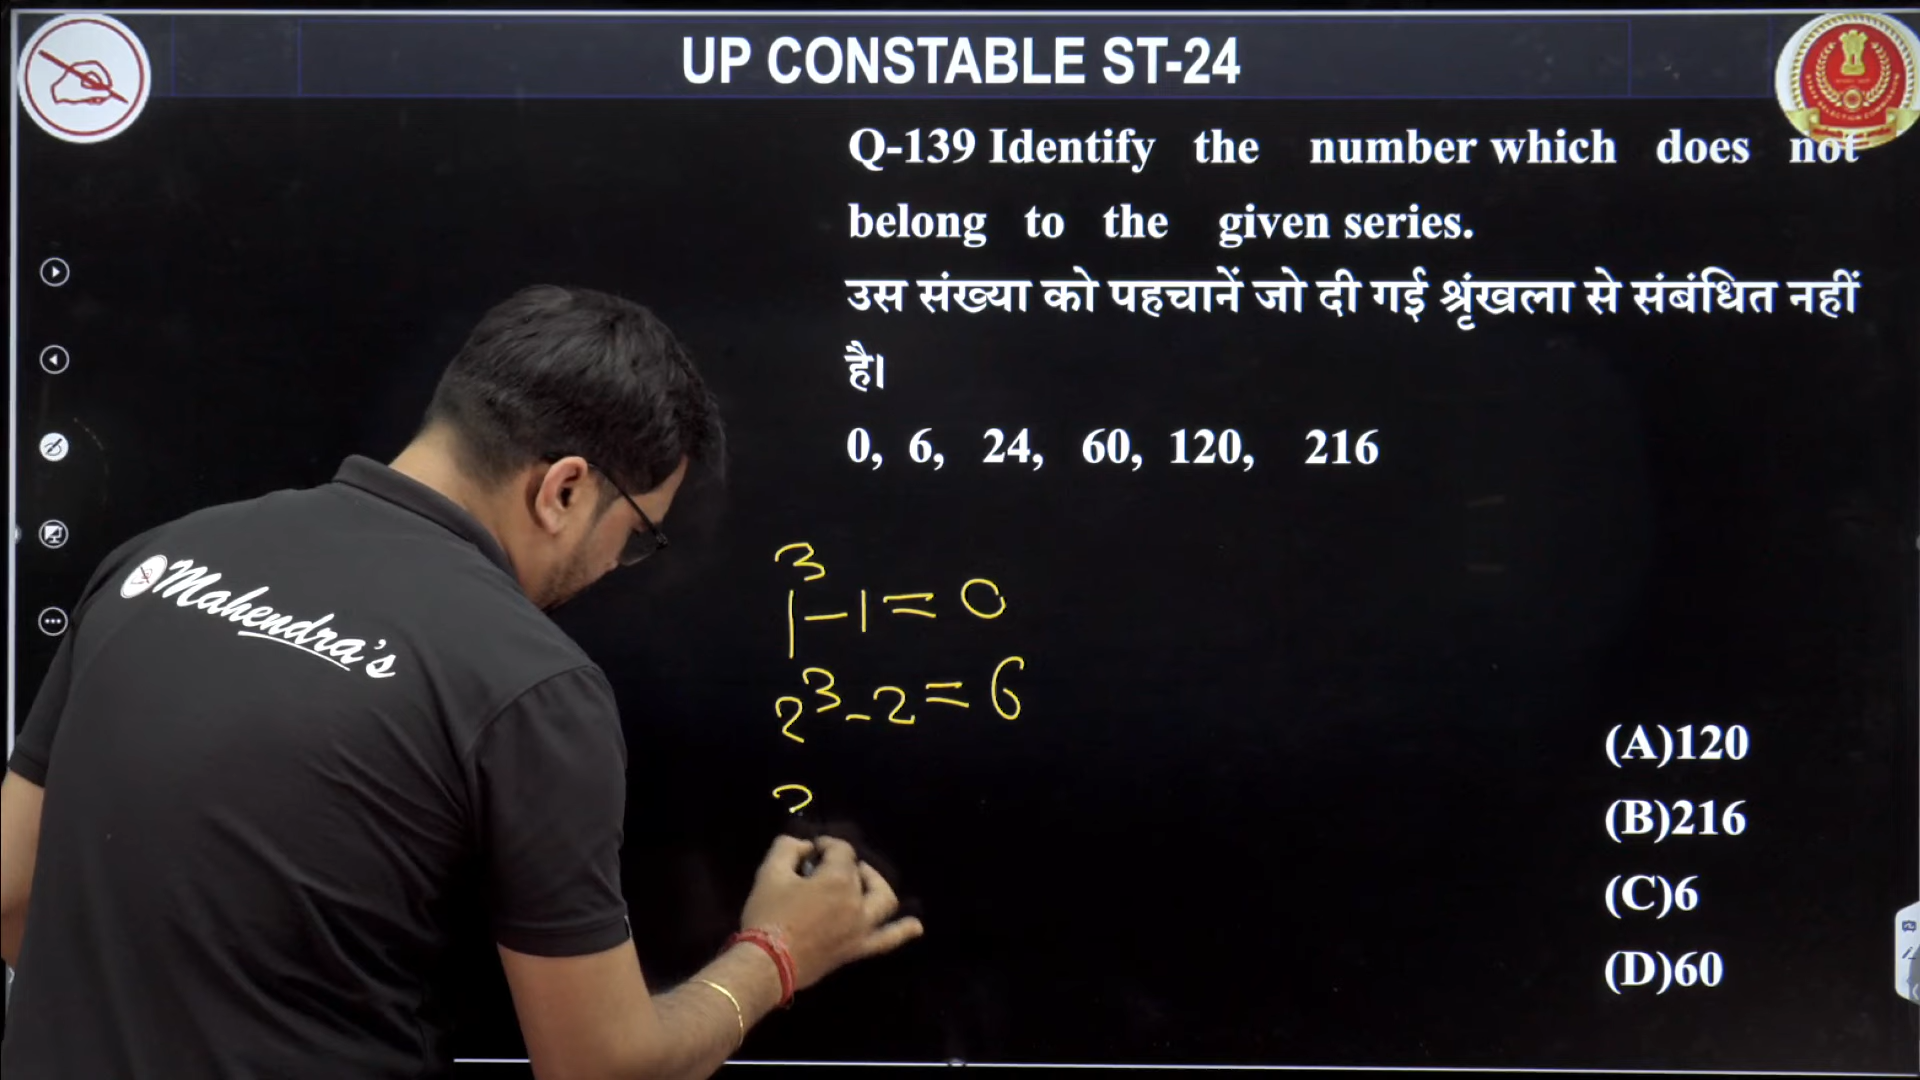 UP CONSTABLE ST-24
Q-139 Identify the number which does not
belong to the given series.
उस संख्या को पहचानें जो दी गई श्रृंखला से संबंधित नहीं
है।
0, 6, 24, 60, 120, 216
1³-1=0
2³-2=6
(A)120
(B)216
(C)6
(D)60
Mahendra's